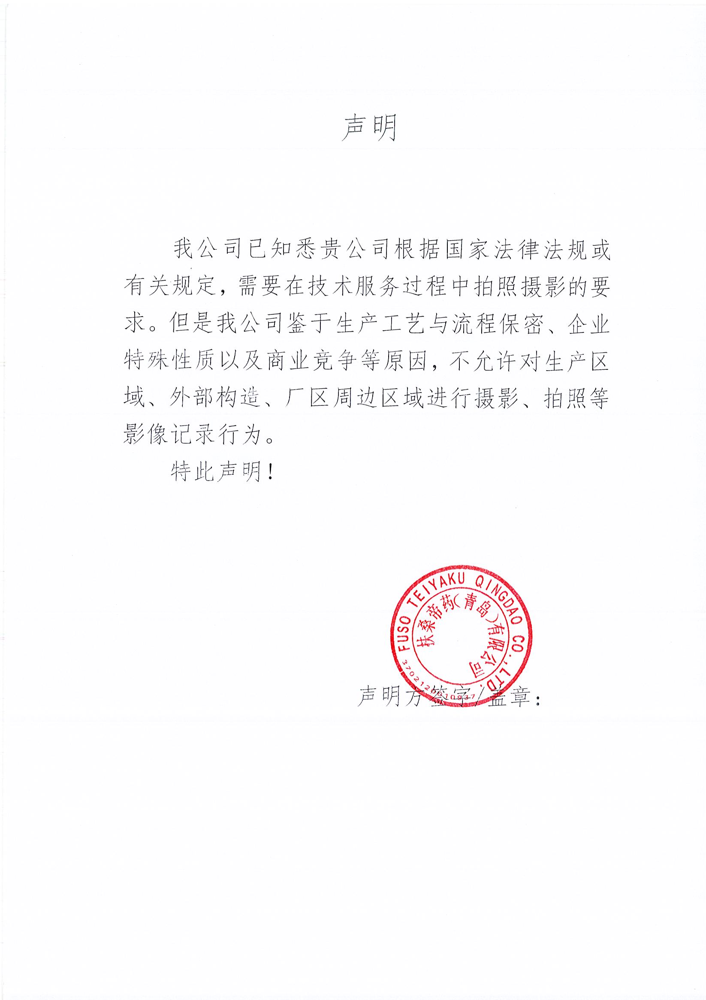 声明
我公司已知悉贵公司根据国家法律法规或
有关规定，需要在技术服务过程中拍照摄影的要
求。但是我公司鉴于生产工艺与流程保密、企业
特殊性质以及商业竞争等原因，不允许对生产区
域、外部构造、厂区周边区域进行摄影、拍照等
影像记录行为。
特此声明！
FUSO TEIYAKU QINGDAO CO.,LTD.
扶桑帝药（青岛）有限公司
3702120010937
声明方签字/盖章：